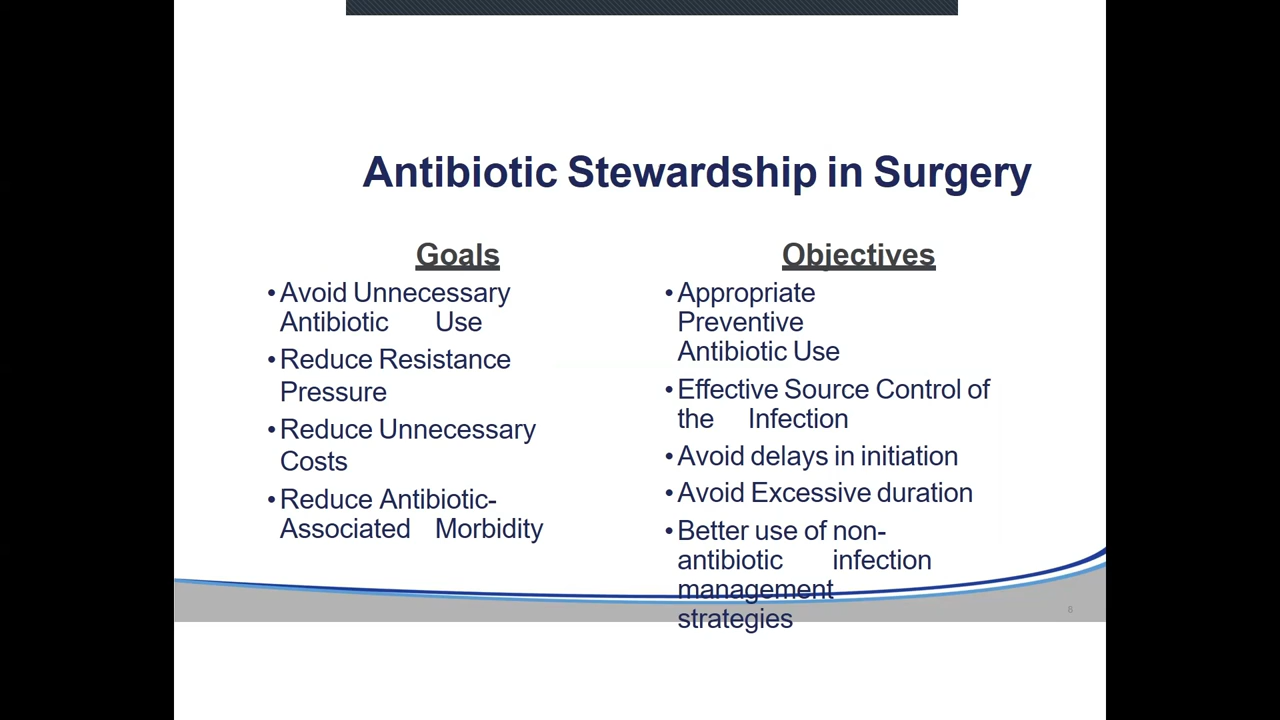 Antibiotic Stewardship in Surgery
Goals
•Avoid Unnecessary
Antibiotic Use
•Reduce Resistance
Pressure
•Reduce Unnecessary
Costs
•Reduce Antibiotic-
Associated Morbidity
Objectives
•Appropriate
Preventive
Antibiotic Use
•Effective Source Control of
the Infection
•Avoid delays in initiation
•Avoid Excessive duration
•Better use of non-
antibiotic infection
management
strategies